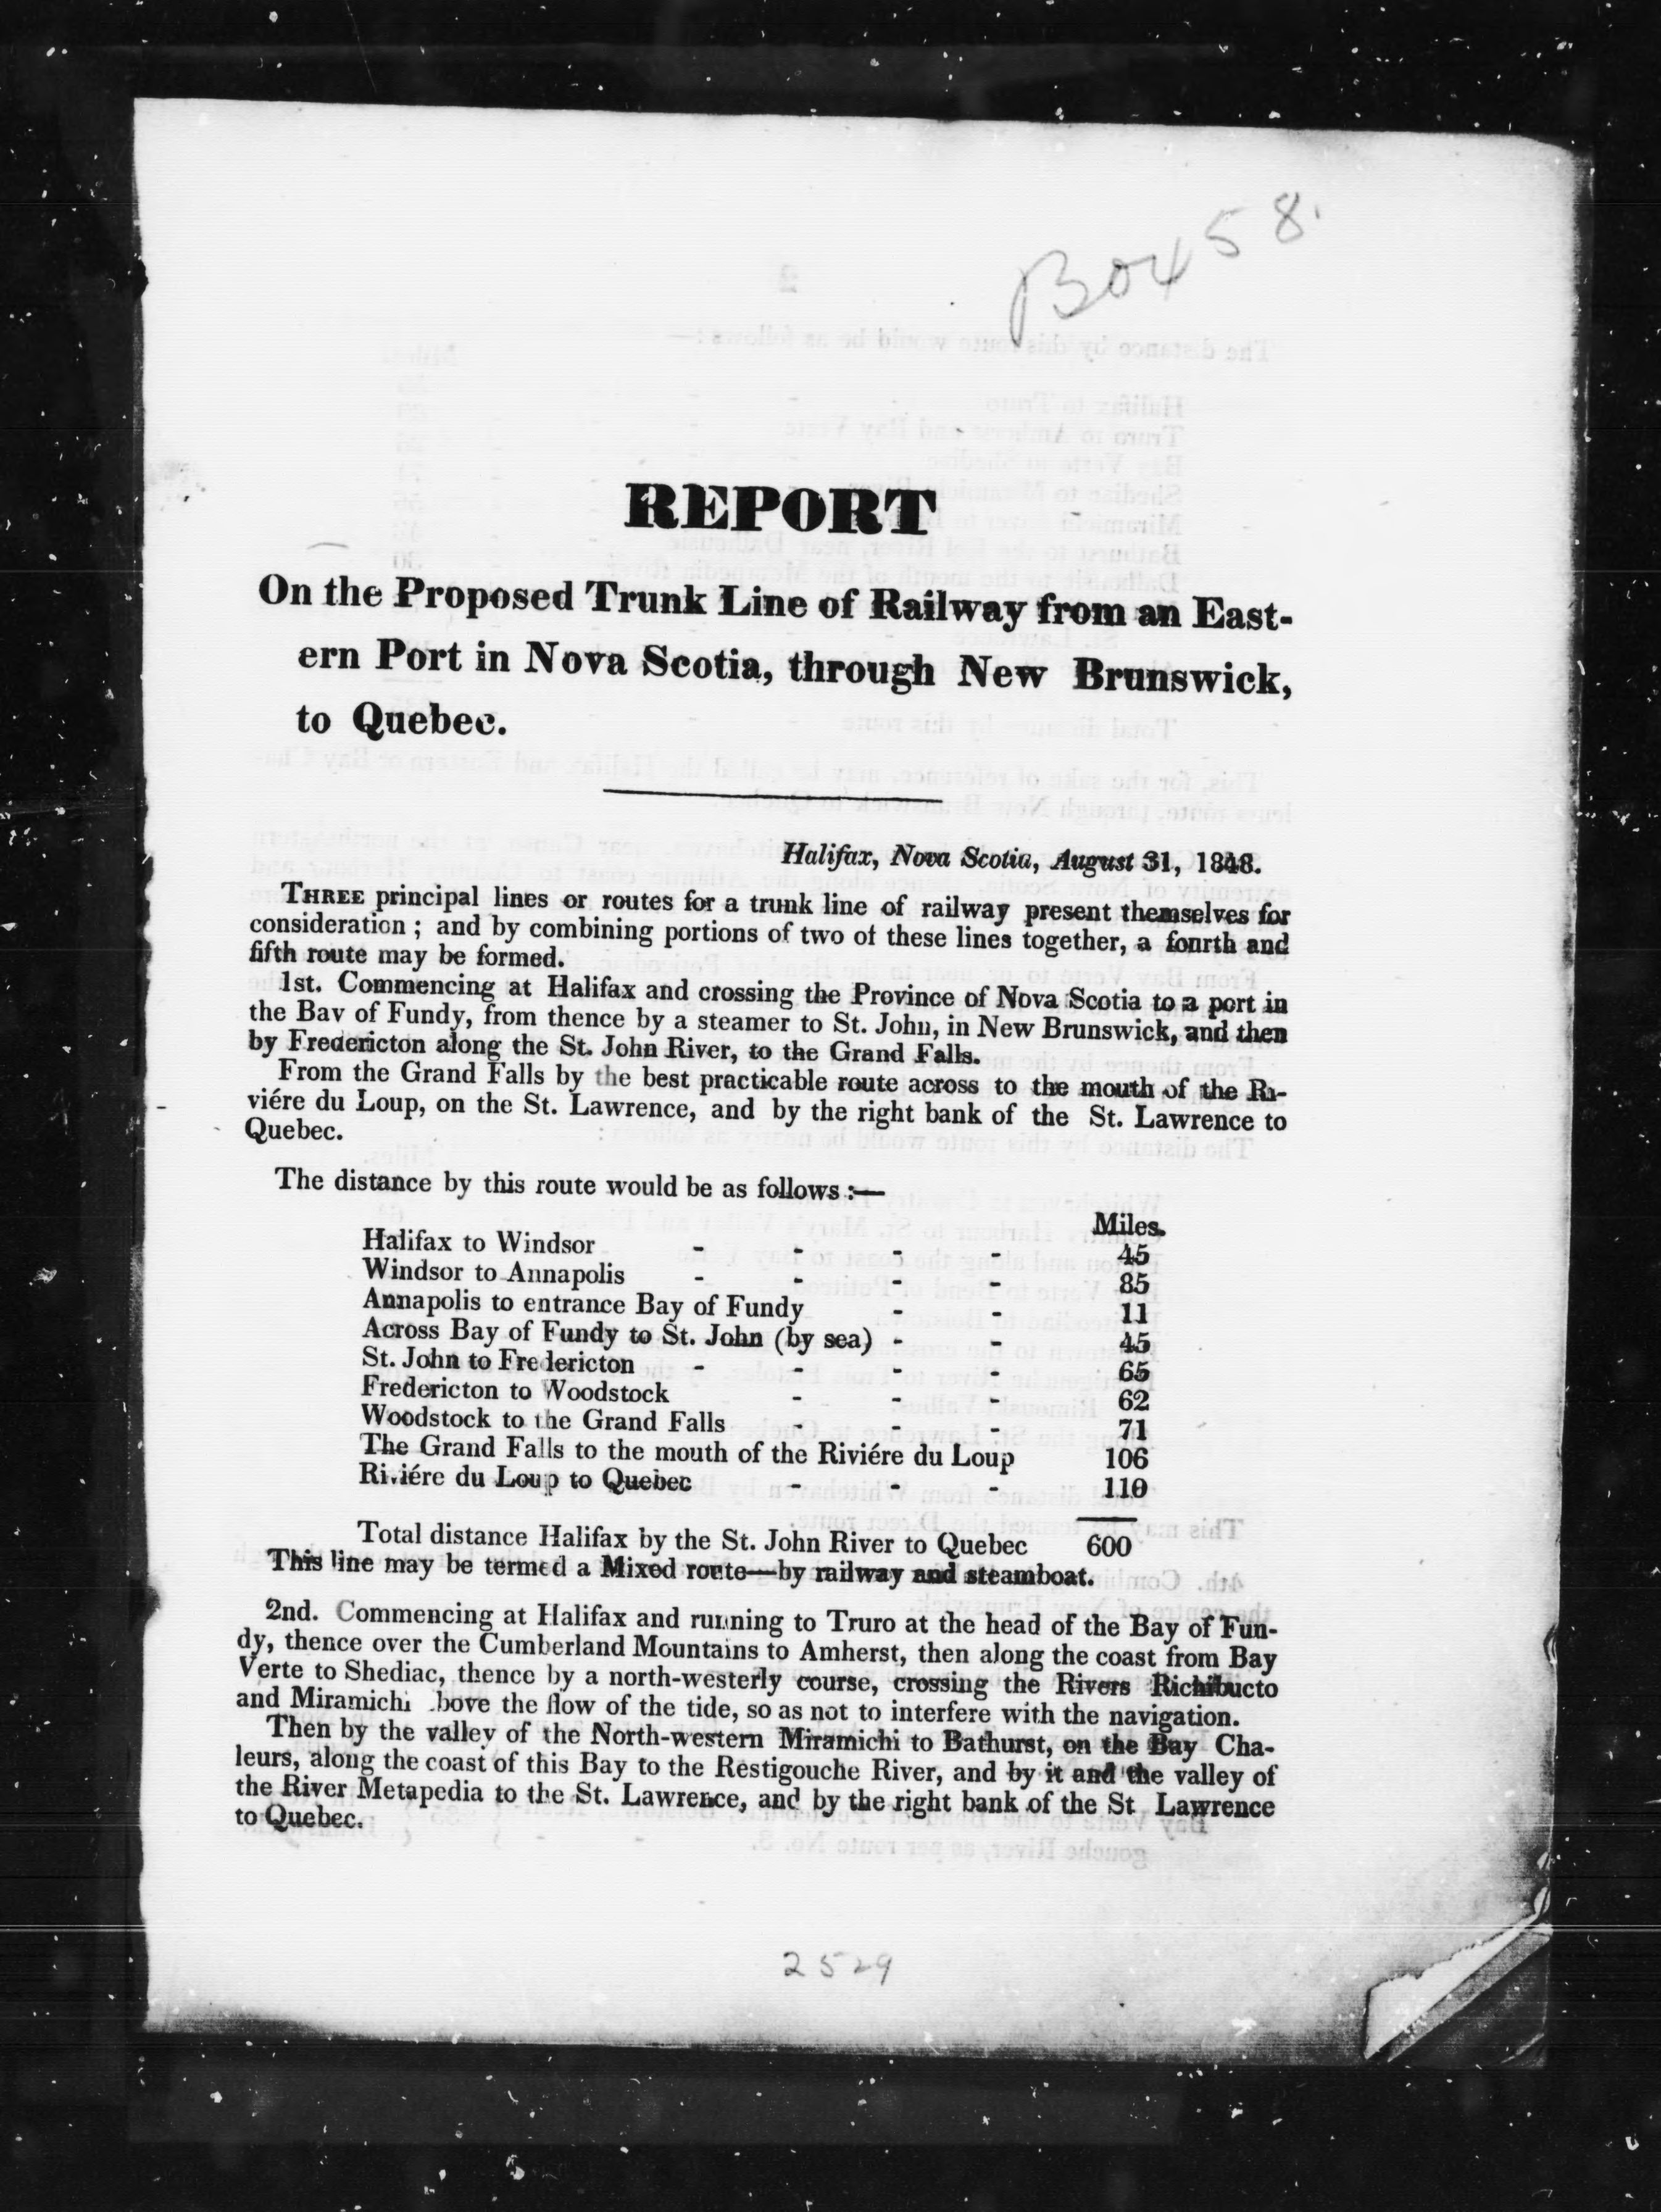 Box 58.
REPORT
On the Proposed Trunk Line of Railway from an East-
ern Port in Nova Scotia, through New Brunswick,
to Quebec.
Halifax, Nova Scotia, August 31, 1848.
THREE principal lines or routes for a trunk line of railway present themselves for
consideration; and by combining portions of two of these lines together, a fourth and
fifth route may be formed.
1st. Commencing at Halifax and crossing the Province of Nova Scotia to a port in
the Bay of Fundy, from thence by a steamer to St. John, in New Brunswick, and then
by Fredericton along the St. John River, to the Grand Falls.
From the Grand Falls by the best practicable route across to the mouth of the Ri-
viére du Loup, on the St. Lawrence, and by the right bank of the St. Lawrence to
Quebec.
The distance by this route would be as follows:—
Miles.
Halifax to Windsor - - - - 45
Windsor to Annapolis - - - - 85
Annapolis to entrance Bay of Fundy - - 11
Across Bay of Fundy to St. John (by sea) - - 45
St. John to Fredericton - - - - 65
Fredericton to Woodstock - - - 62
Woodstock to the Grand Falls - - - 71
The Grand Falls to the mouth of the Riviére du Loup 106
Riviére du Loup to Quebec - - - 110
Total distance Halifax by the St. John River to Quebec 600
This line may be termed a Mixed route—by railway and steamboat.
2nd. Commencing at Halifax and running to Truro at the head of the Bay of Fun-
dy, thence over the Cumberland Mountains to Amherst, then along the coast from Bay
Verte to Shediac, thence by a north-westerly course, crossing the Rivers Richibucto
and Miramichi bove the flow of the tide, so as not to interfere with the navigation.
Then by the valley of the North-western Miramichi to Bathurst, on the Bay Cha-
leurs, along the coast of this Bay to the Restigouche River, and by it and the valley of
the River Metapedia to the St. Lawrence, and by the right bank of the St Lawrence
to Quebec.
2529